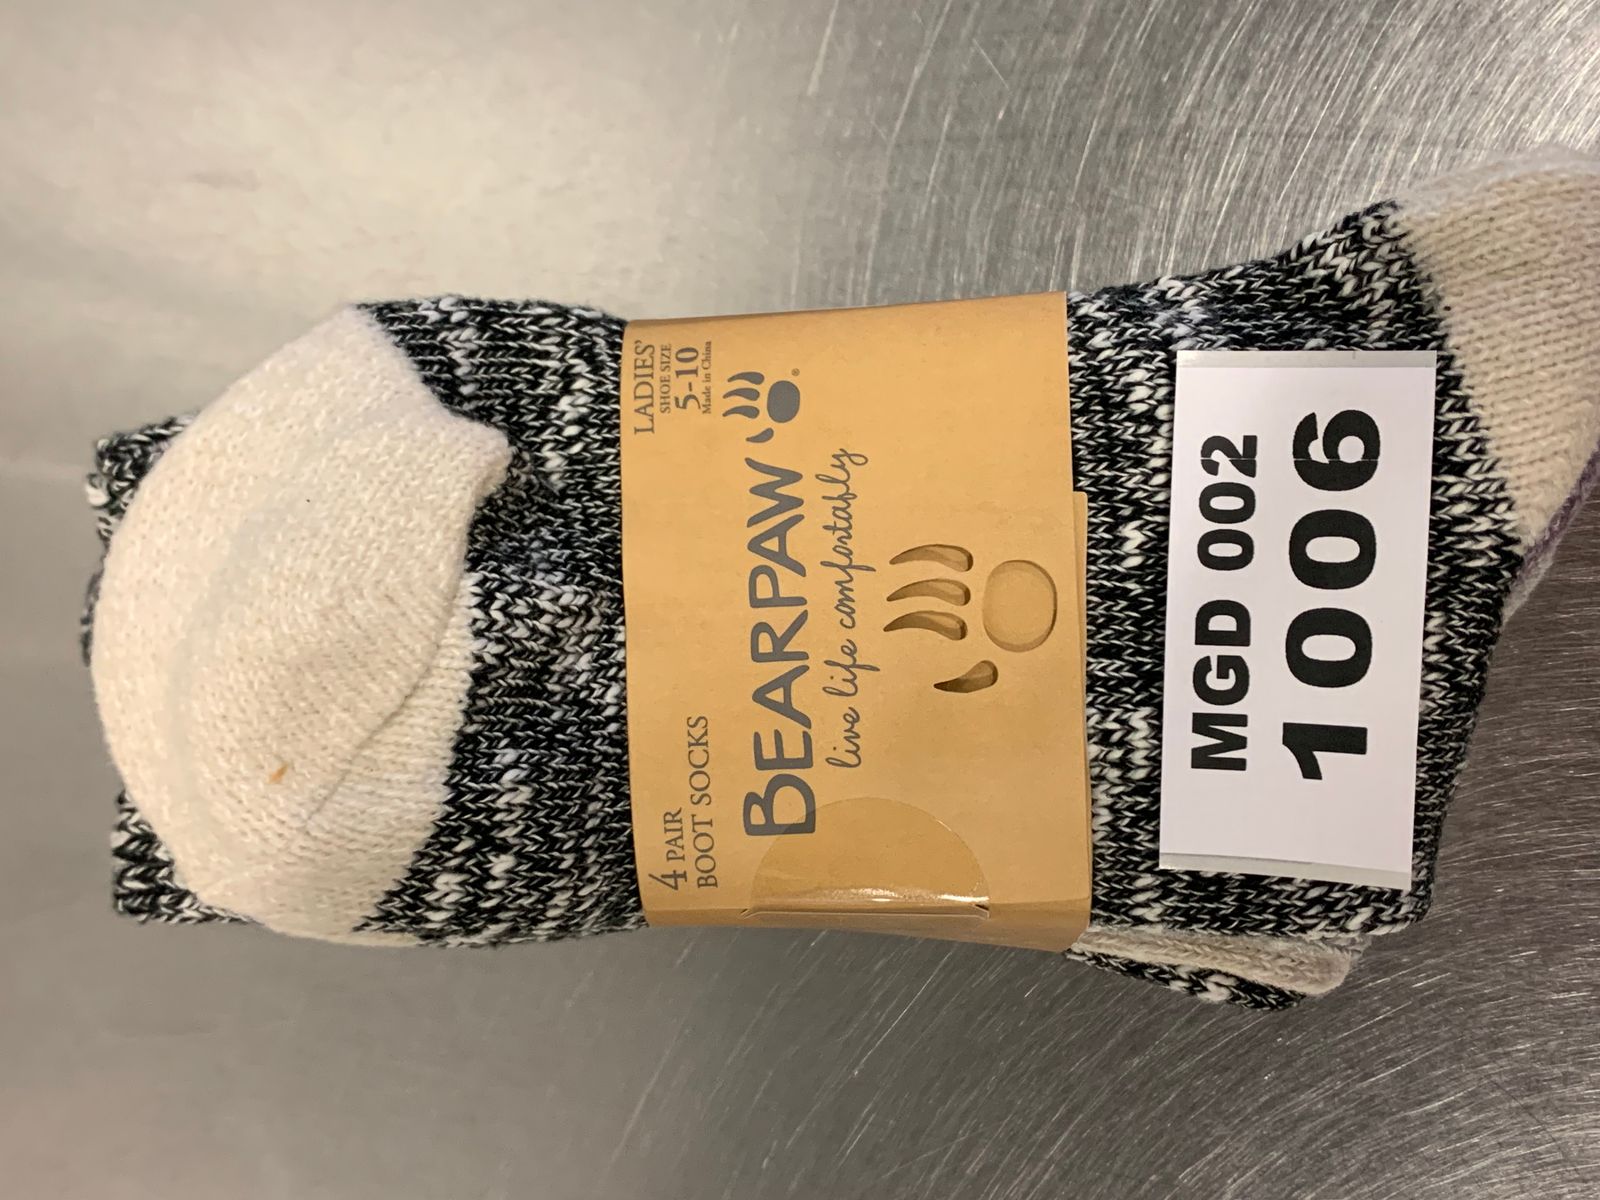 4 PAIR
BOOT SOCKS
LADIES'
SHOE SIZE
5-10
Made in China
BEARPAW®
live life comfortably
MGD 002
1006